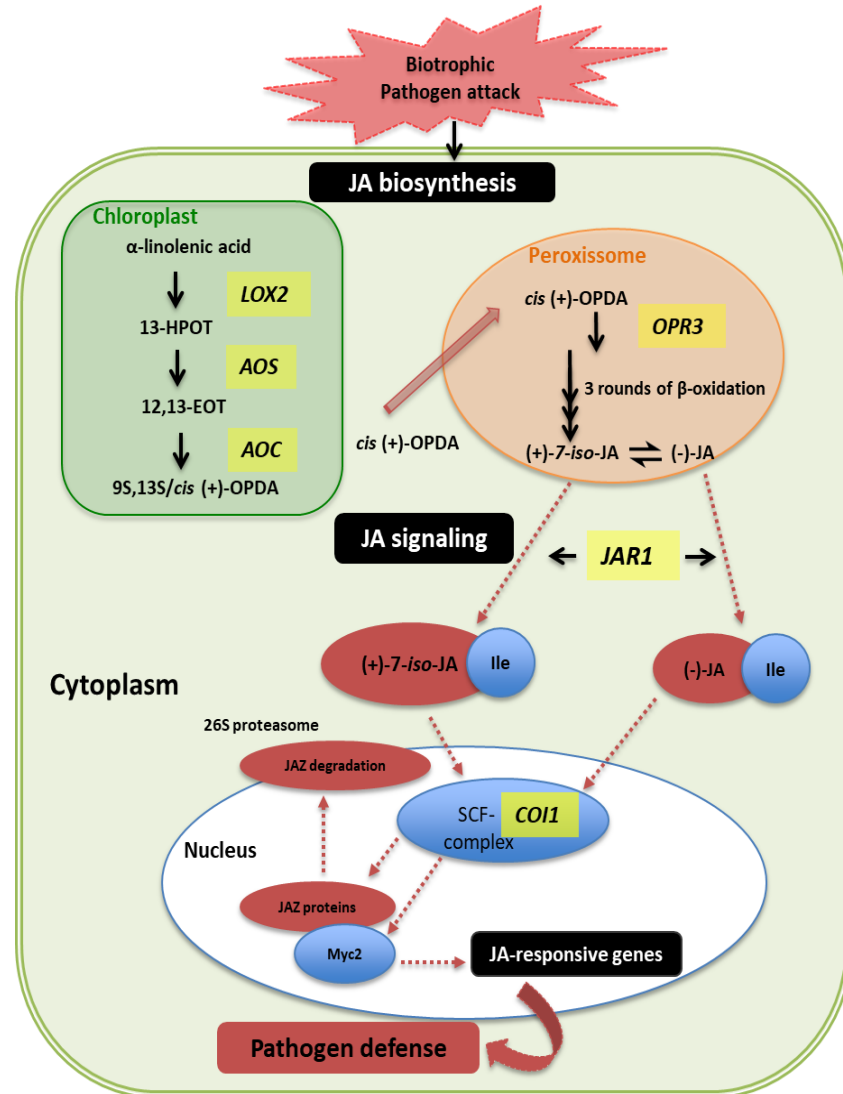 Biotrophic
Pathogen attack
JA biosynthesis
Chloroplast
α-linolenic acid
LOX2
13-HPOT
AOS
12,13-EOT
AOC
9S,13S/cis (+)-OPDA
cis (+)-OPDA
Peroxissome
cis (+)-OPDA
OPR3
3 rounds of β-oxidation
(+)-7-iso-JA
(-)-JA
JA signaling
JAR1
(+)-7-iso-JA
Ile
(-)-JA
Ile
Cytoplasm
26S proteasome
JAZ degradation
SCF-
complex
COI1
Nucleus
JAZ proteins
Myc2
JA-responsive genes
Pathogen defense